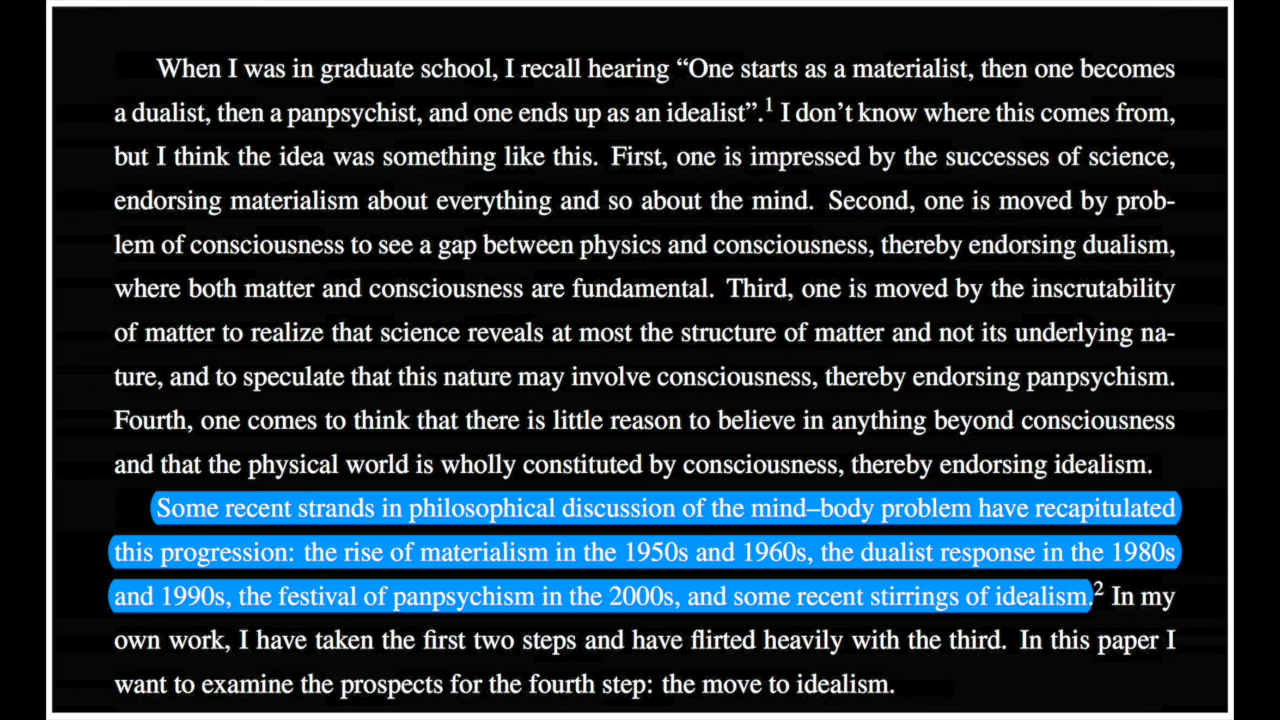 When I was in graduate school, I recall hearing “One starts as a materialist, then one becomes
a dualist, then a panpsychist, and one ends up as an idealist”.1 I don’t know where this comes from,
but I think the idea was something like this. First, one is impressed by the successes of science,
endorsing materialism about everything and so about the mind. Second, one is moved by prob-
lem of consciousness to see a gap between physics and consciousness, thereby endorsing dualism,
where both matter and consciousness are fundamental. Third, one is moved by the inscrutability
of matter to realize that science reveals at most the structure of matter and not its underlying na-
ture, and to speculate that this nature may involve consciousness, thereby endorsing panpsychism.
Fourth, one comes to think that there is little reason to believe in anything beyond consciousness
and that the physical world is wholly constituted by consciousness, thereby endorsing idealism.
Some recent strands in philosophical discussion of the mind–body problem have recapitulated
this progression: the rise of materialism in the 1950s and 1960s, the dualist response in the 1980s
and 1990s, the festival of panpsychism in the 2000s, and some recent stirrings of idealism.2 In my
own work, I have taken the first two steps and have flirted heavily with the third. In this paper I
want to examine the prospects for the fourth step: the move to idealism.